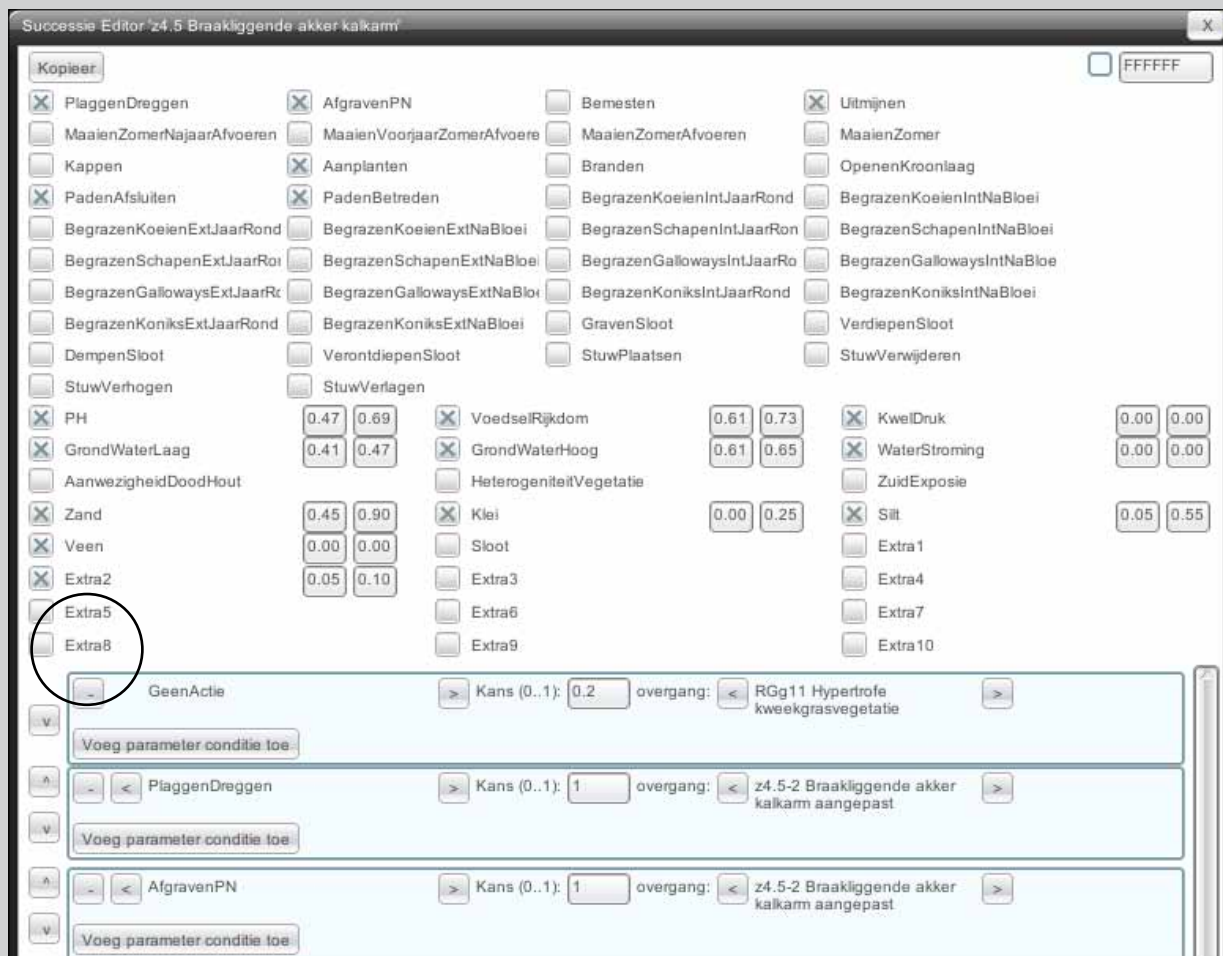 Successie Editor 'z4.5 Braakliggende akker kalkarm' X
Kopieer FFFFFF
PlaggenDreggen AfgravenPN Bemesten Uitmijnen
MaaienZomerNajaarAfvoeren MaaienVoorjaarZomerAfvoere MaaienZomerAfvoeren MaaienZomer
Kappen Aanplanten Branden OpenenKroonlaag
PadenAfsluiten PadenBetreden BegrazenKoeienIntJaarRond BegrazenKoeienIntNaBloei
BegrazenKoeienExtJaarRond BegrazenKoeienExtNaBloei BegrazenSchapenIntJaarRon BegrazenSchapenIntNaBloei
BegrazenSchapenExtJaarRon BegrazenSchapenExtNaBloei BegrazenGallowaysIntJaarRo BegrazenGallowaysIntNaBloe
BegrazenGallowaysExtJaarRo BegrazenGallowaysExtNaBloe BegrazenKoniksIntJaarRond BegrazenKoniksIntNaBloei
BegrazenKoniksExtJaarRond BegrazenKoniksExtNaBloei GravenSloot VerdiepenSloot
DempenSloot VerontdiepenSloot StuwPlaatsen StuwVerwijderen
StuwVerhogen StuwVerlagen
PH 0.47 0.69 VoedselRijkdom 0.61 0.73 KwelDruk 0.00 0.00
GrondWaterLaag 0.41 0.47 GrondWaterHoog 0.61 0.65 WaterStroming 0.00 0.00
AanwezigheidDoodHout HeterogeniteitVegetatie ZuidExposie
Zand 0.45 0.90 Klei 0.00 0.25 Silt 0.05 0.55
Veen 0.00 0.00 Sloot Extra1
Extra2 0.05 0.10 Extra3 Extra4
Extra5 Extra6 Extra7
Extra8 Extra9 Extra10
- GeenActie > Kans (0..1): 0.2 overgang: < RGg11 Hypertrofe >
kweekgrasvegetatie
v
Voeg parameter conditie toe
^ - < PlaggenDreggen > Kans (0..1): 1 overgang: < z4.5-2 Braakliggende akker >
kalkarm aangepast
v Voeg parameter conditie toe
^ - < AfgravenPN > Kans (0..1): 1 overgang: < z4.5-2 Braakliggende akker >
kalkarm aangepast
v Voeg parameter conditie toe